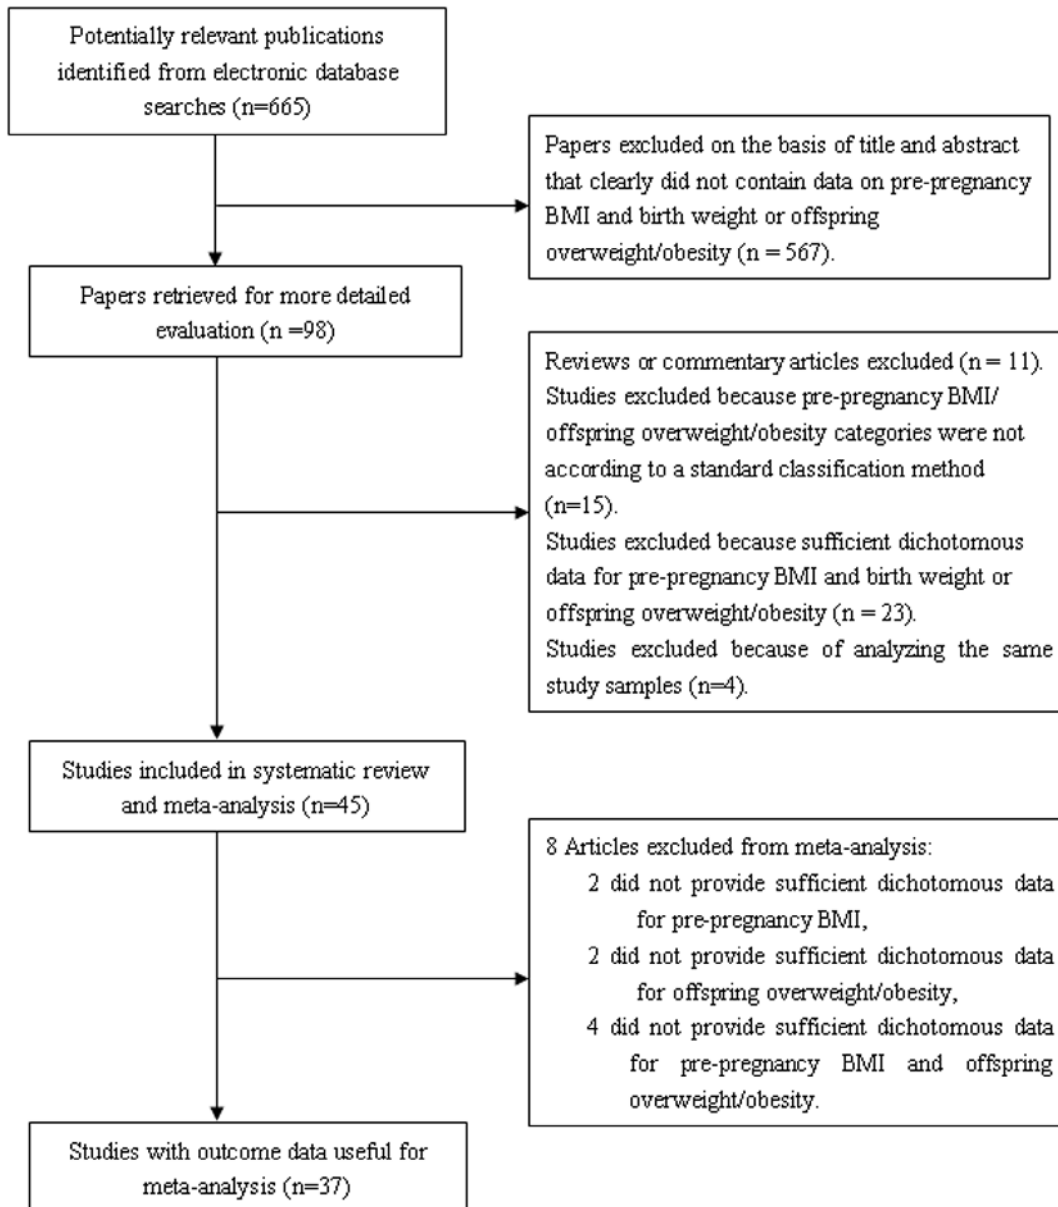 Potentially relevant publications
identified from electronic database
searches (n=665)
Papers excluded on the basis of title and abstract
that clearly did not contain data on pre-pregnancy
BMI and birth weight or offspring
overweight/obesity (n = 567).
Papers retrieved for more detailed
evaluation (n =98)
Reviews or commentary articles excluded (n = 11).
Studies excluded because pre-pregnancy BMI/
offspring overweight/obesity categories were not
according to a standard classification method
(n=15).
Studies excluded because sufficient dichotomous
data for pre-pregnancy BMI and birth weight or
offspring overweight/obesity (n = 23).
Studies excluded because of analyzing the same
study samples (n=4).
Studies included in systematic review
and meta-analysis (n=45)
8 Articles excluded from meta-analysis:
2 did not provide sufficient dichotomous data
for pre-pregnancy BMI,
2 did not provide sufficient dichotomous data
for offspring overweight/obesity,
4 did not provide sufficient dichotomous data
for pre-pregnancy BMI and offspring
overweight/obesity.
Studies with outcome data useful for
meta-analysis (n=37)